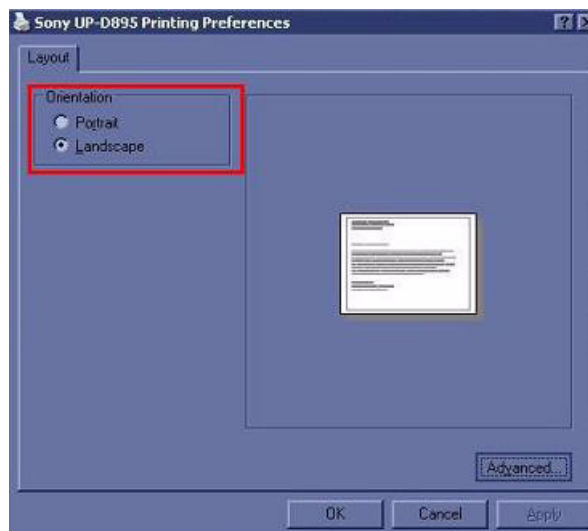 Sony UP-D895 Printing Preferences
Layout
Orientation
Portrait
Landscape
Advanced...
OK
Cancel
Apply